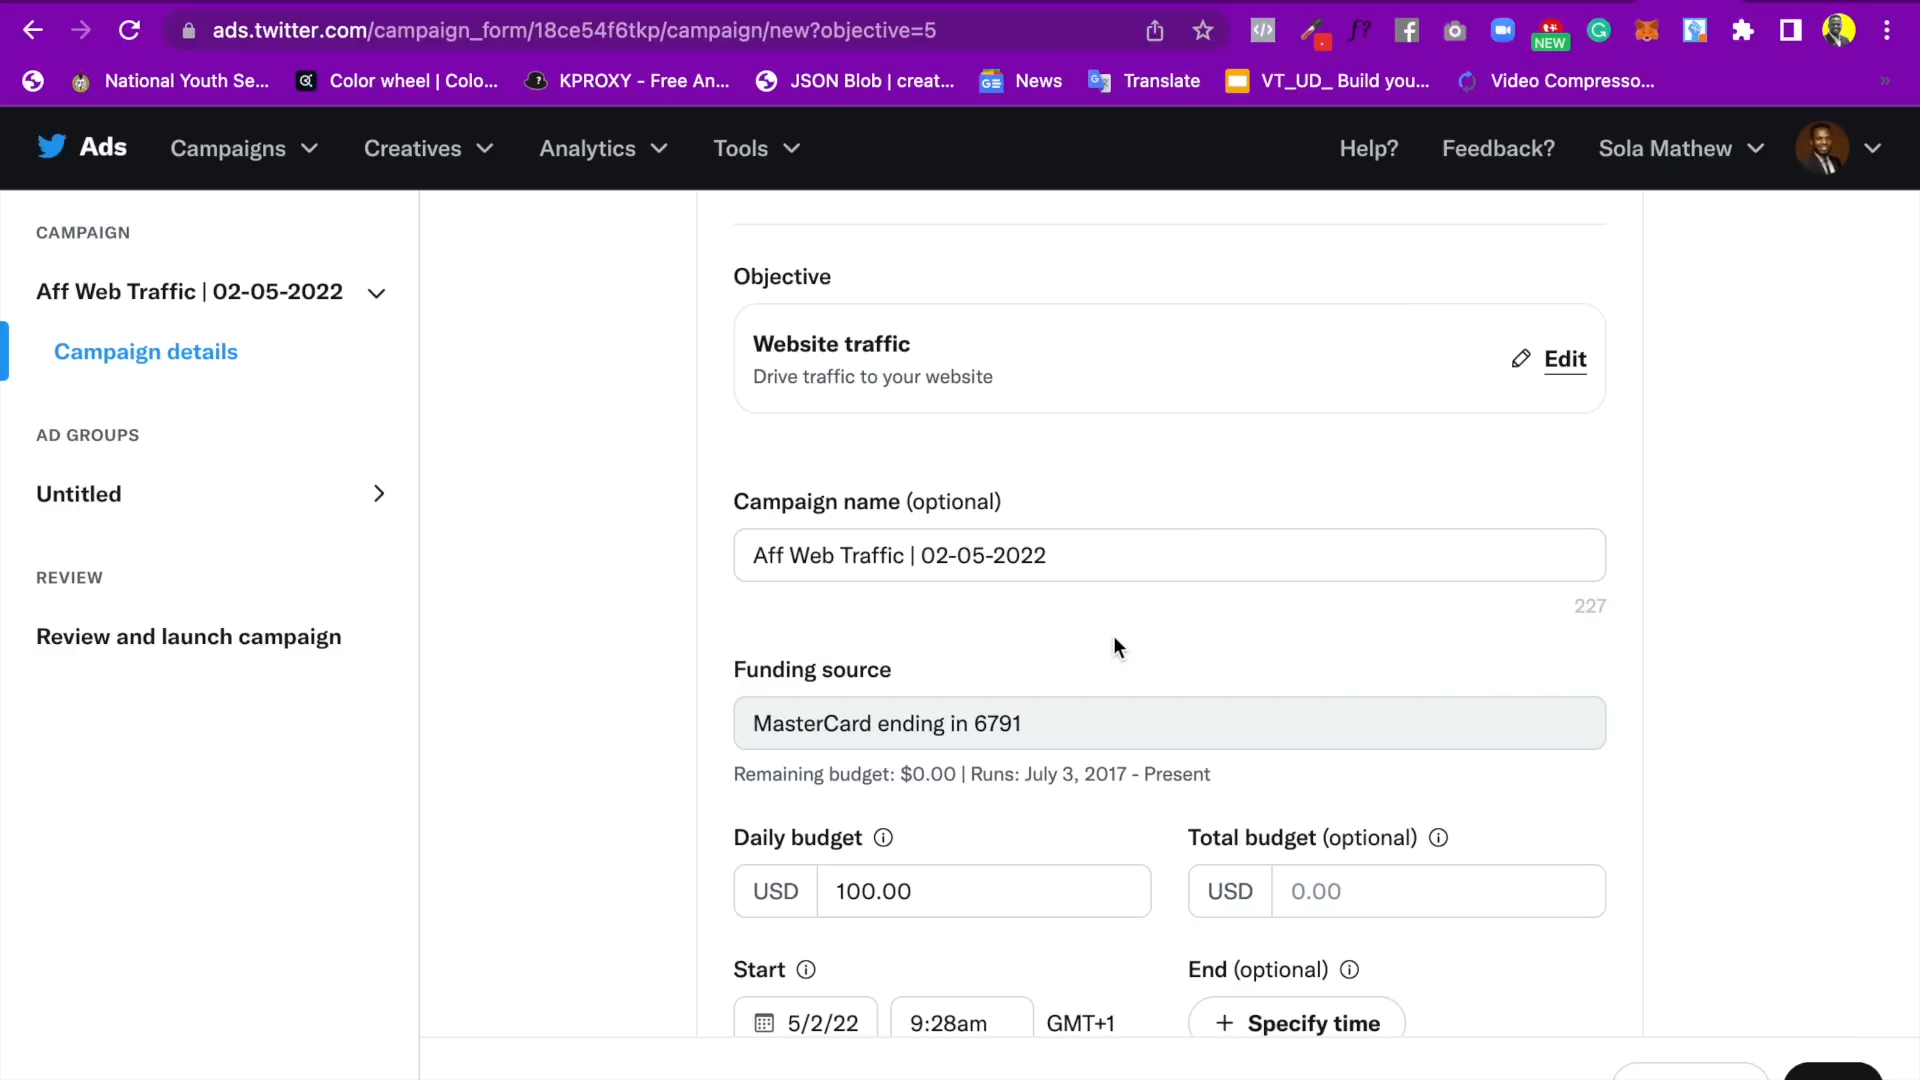 ads.twitter.com/campaign_form/18ce54f6tkp/campaign/new?objective=5
NEW
National Youth Se...
Color wheel | Colo...
KPROXY - Free An...
JSON Blob | creat...
GE
News
Translate
VT_UD_ Build you...
Video Compresso...
Ads
Campaigns
Creatives
Analytics
Tools
Help?
Feedback?
Sola Mathew
CAMPAIGN
Aff Web Traffic | 02-05-2022
Campaign details
AD GROUPS
Untitled
REVIEW
Review and launch campaign
Objective
Website traffic
Drive traffic to your website
Edit
Campaign name (optional)
Aff Web Traffic | 02-05-2022
227
Funding source
MasterCard ending in 6791
Remaining budget: $0.00 | Runs: July 3, 2017 - Present
Daily budget
USD 100.00
Total budget (optional)
USD 0.00
Start
5/2/22 9:28am GMT+1
End (optional)
+ Specify time